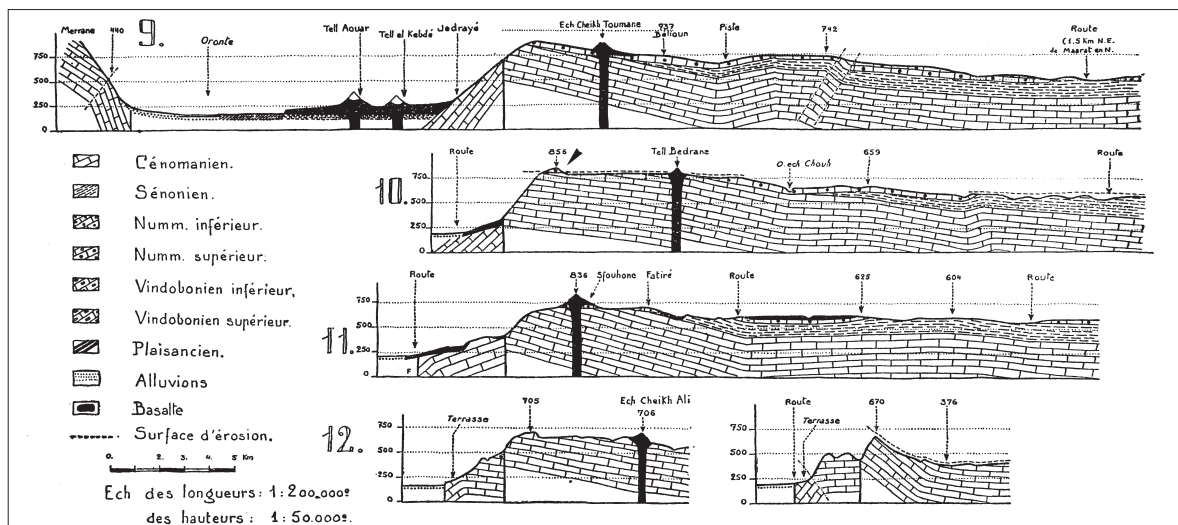 9.
Merrane
440
Oronte
Tell Aouar
Tell el Kebdé
Jedrayé
Ech Cheikh Toumane
937
Piste
742
Route
(1.5 Km N.E.
de Maarat en N.
750
500
250
0
Cénomanien.
Sénonien.
Numm. inférieur.
Numm. supérieur.
Vindobonien inférieur.
Vindobonien supérieur.
Plaisancien.
Alluvions
Basalte
Surface d'érosion.
0 1. 2. 3. 4. 5 Km
Ech des longueurs: 1:200.000e
des hauteurs: 1:50.000e.
10.
Route
856
Tell Bedrane
O. ech Chouh
659
Route
750
500
250
0
11.
Route
836
Sfouhone
Fatiré
Route
625
604
Route
750
500
250
0
F
12.
Terrasse
705
Ech Cheikh Ali
706
750
500
250
0
Route
Terrasse
670
376
750
500
250
0